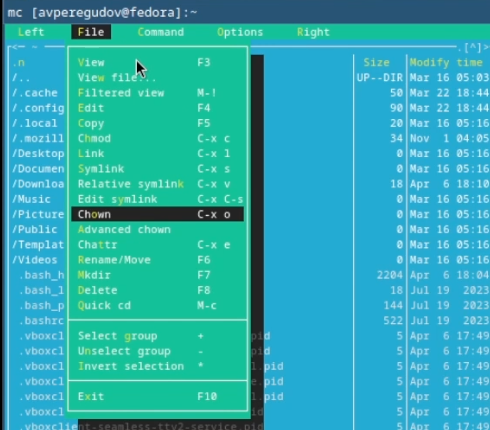 mc [avperegudov@fedora]:~
Left File Command Options Right
<— ~ .[^]>
.n Size Modify time
/.. UP--DIR Mar 16 05:03
/.cache 50 Mar 22 18:44
/.config 90 Mar 22 18:44
/.local 20 Mar 16 05:16
/.mozill 34 Nov 1 04:05
/Desktop 0 Mar 16 05:16
/Documen 0 Mar 16 05:16
/Downloa 18 Apr 6 18:10
/Music 0 Mar 16 05:16
/Picture 0 Mar 16 05:16
/Public 0 Mar 16 05:16
/Templat 0 Mar 16 05:16
/Videos 0 Mar 16 05:16
.bash_h 2204 Apr 6 18:04
.bash_l 18 Jul 19 2023
.bash_p 144 Jul 19 2023
.bashrc 522 Jul 19 2023
.vboxcl pid 5 Apr 6 17:49
.vboxcl pid 5 Apr 6 17:49
.vboxcl l.pid 5 Apr 6 17:49
.vboxcl e.pid 5 Apr 6 17:49
.vboxcl l.pid 5 Apr 6 17:49
.vboxcl 5 Apr 6 17:49
.vboxclient-seamless-tty2-service.pid 5 Apr 6 17:49
View F3
View file...
Filtered view M-!
Edit F4
Copy F5
Chmod C-x c
Link C-x l
Symlink C-x s
Relative symlink C-x v
Edit symlink C-x C-s
Chown C-x o
Advanced chown
Chattr C-x e
Rename/Move F6
Mkdir F7
Delete F8
Quick cd M-c
Select group +
Unselect group -
Invert selection *
Exit F10